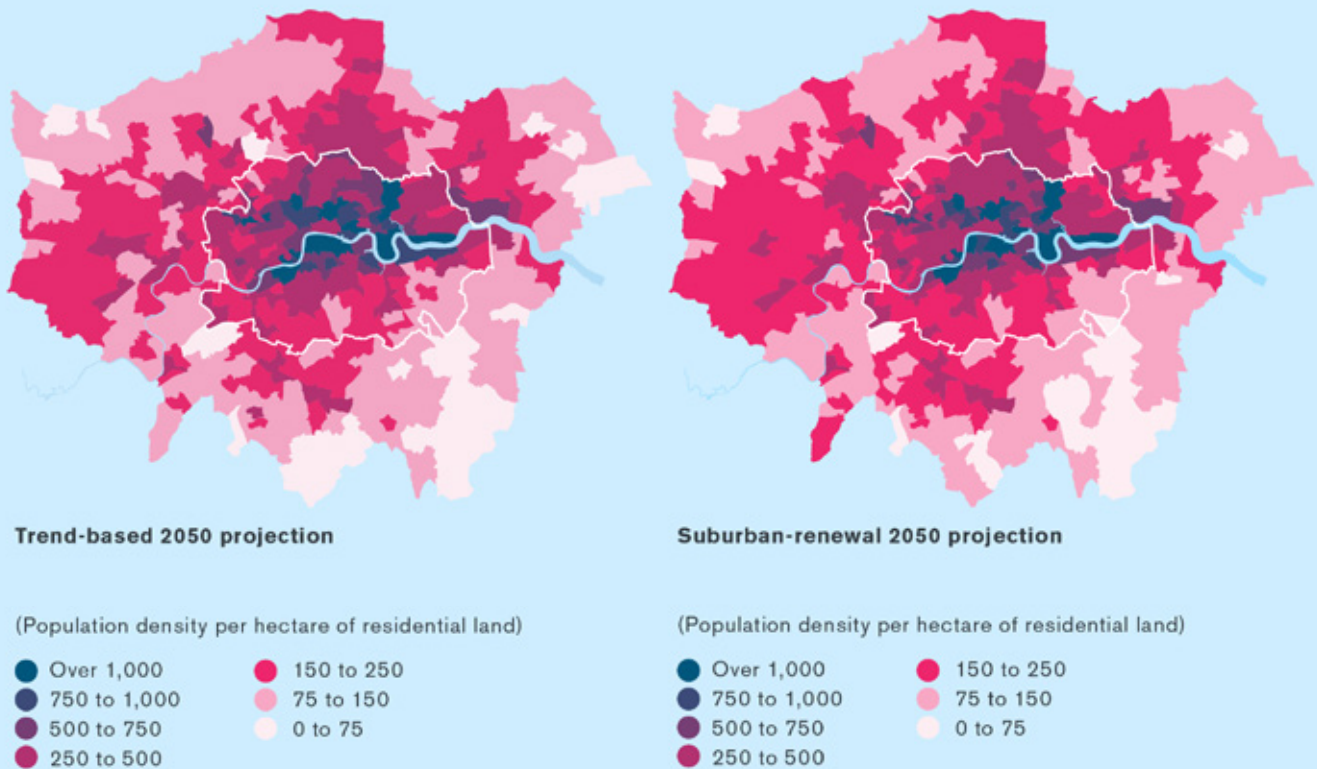 Trend-based 2050 projection
(Population density per hectare of residential land)
Over 1,000
750 to 1,000
500 to 750
250 to 500
150 to 250
75 to 150
0 to 75
Suburban-renewal 2050 projection
(Population density per hectare of residential land)
Over 1,000
750 to 1,000
500 to 750
250 to 500
150 to 250
75 to 150
0 to 75